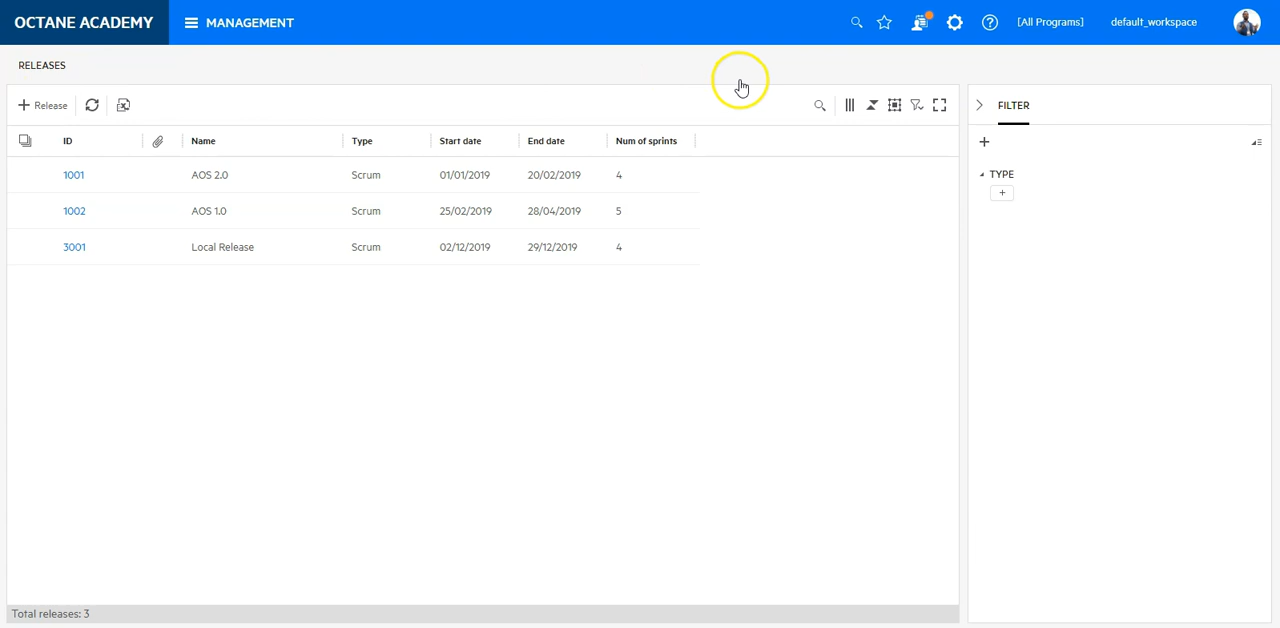 OCTANE ACADEMY MANAGEMENT [All Programs] default_workspace
RELEASES
Release FILTER
ID Name Type Start date End date Num of sprints
1001 AOS 2.0 Scrum 01/01/2019 20/02/2019 4
TYPE
1002 AOS 1.0 Scrum 25/02/2019 28/04/2019 5
3001 Local Release Scrum 02/12/2019 29/12/2019 4
Total releases: 3